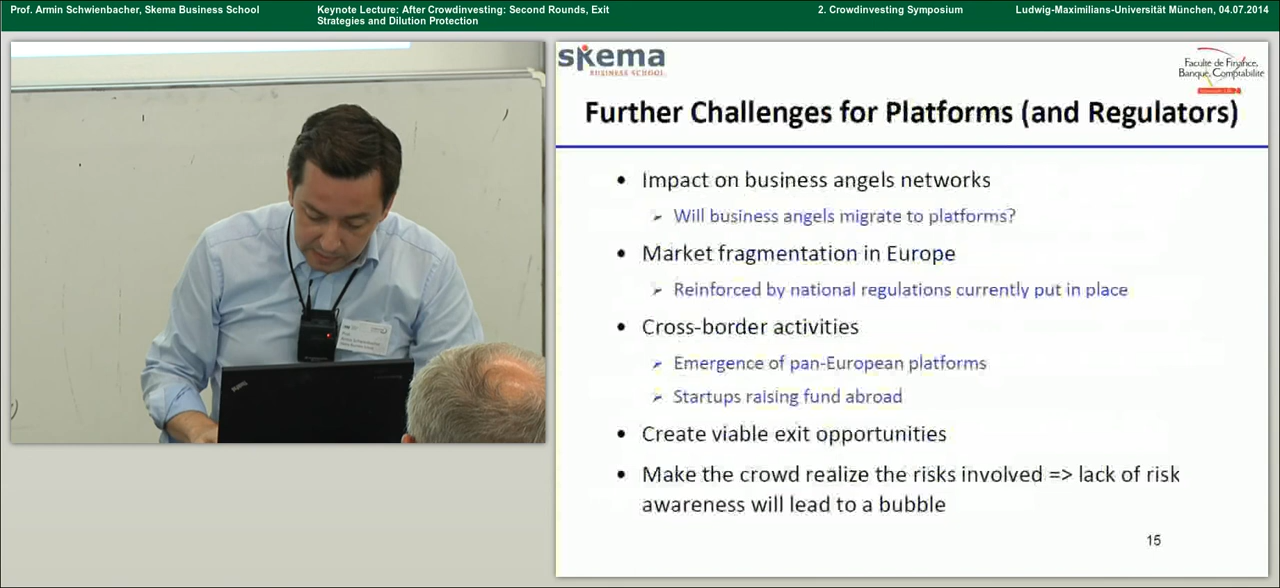 Prof. Armin Schwienbacher, Skema Business School
Keynote Lecture: After Crowdinvesting: Second Rounds, Exit
Strategies and Dilution Protection
2. Crowdinvesting Symposium
Ludwig-Maximilians-Universität München, 04.07.2014
skema
BUSINESS SCHOOL
Faculté de Finance,
Banque, Comptabilité
Further Challenges for Platforms (and Regulators)
• Impact on business angels networks
➢ Will business angels migrate to platforms?
• Market fragmentation in Europe
➢ Reinforced by national regulations currently put in place
• Cross-border activities
➢ Emergence of pan-European platforms
➢ Startups raising fund abroad
• Create viable exit opportunities
• Make the crowd realize the risks involved => lack of risk
awareness will lead to a bubble
15